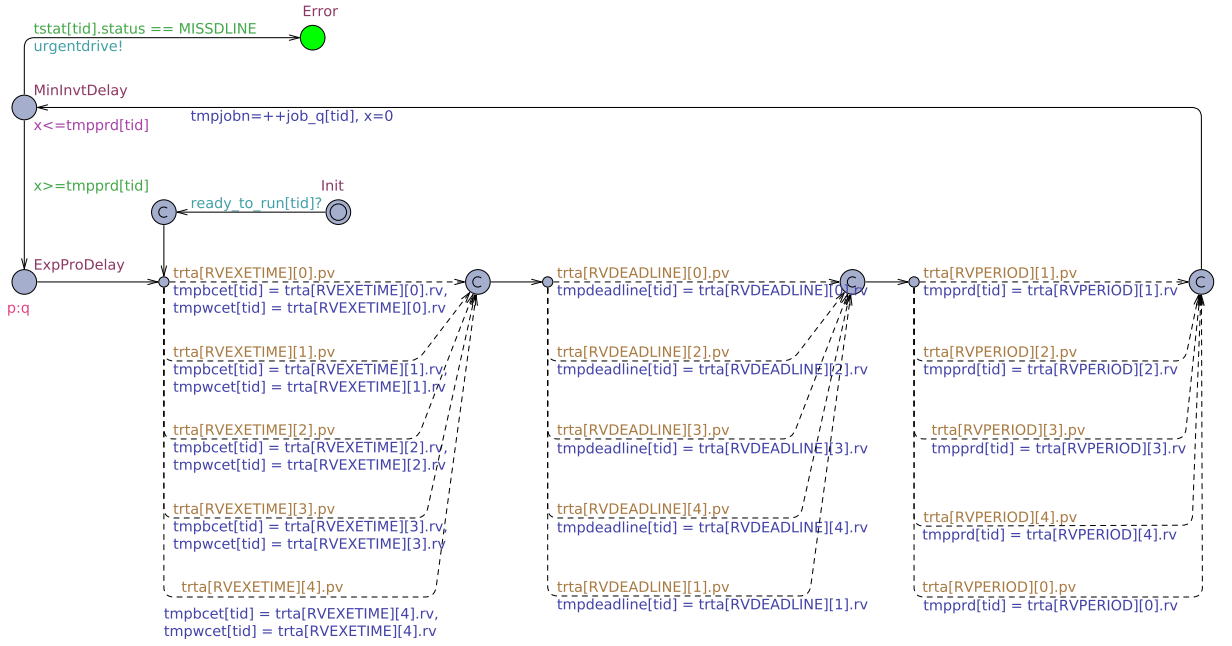 Error
tstat[tid].status == MISSDLINE
urgentdrive!
MinInvtDelay
tmpjobn=++job_q[tid], x=0
x<=tmpprd[tid]
x>=tmpprd[tid]
Init
ready_to_run[tid]?
C
ExpProDelay
p:q
C
C
C
trta[RVEXETIME][0].pv
tmpbcet[tid] = trta[RVEXETIME][0].rv,
tmpwcet[tid] = trta[RVEXETIME][0].rv
trta[RVEXETIME][1].pv
tmpbcet[tid] = trta[RVEXETIME][1].rv,
tmpwcet[tid] = trta[RVEXETIME][1].rv
trta[RVEXETIME][2].pv
tmpbcet[tid] = trta[RVEXETIME][2].rv,
tmpwcet[tid] = trta[RVEXETIME][2].rv
trta[RVEXETIME][3].pv
tmpbcet[tid] = trta[RVEXETIME][3].rv,
tmpwcet[tid] = trta[RVEXETIME][3].rv
trta[RVEXETIME][4].pv
tmpbcet[tid] = trta[RVEXETIME][4].rv,
tmpwcet[tid] = trta[RVEXETIME][4].rv
trta[RVDEADLINE][0].pv
tmpdeadline[tid] = trta[RVDEADLINE][0].rv
trta[RVDEADLINE][2].pv
tmpdeadline[tid] = trta[RVDEADLINE][2].rv
trta[RVDEADLINE][3].pv
tmpdeadline[tid] = trta[RVDEADLINE][3].rv
trta[RVDEADLINE][4].pv
tmpdeadline[tid] = trta[RVDEADLINE][4].rv
trta[RVDEADLINE][1].pv
tmpdeadline[tid] = trta[RVDEADLINE][1].rv
trta[RVPERIOD][1].pv
tmpprd[tid] = trta[RVPERIOD][1].rv
trta[RVPERIOD][2].pv
tmpprd[tid] = trta[RVPERIOD][2].rv
trta[RVPERIOD][3].pv
tmpprd[tid] = trta[RVPERIOD][3].rv
trta[RVPERIOD][4].pv
tmpprd[tid] = trta[RVPERIOD][4].rv
trta[RVPERIOD][0].pv
tmpprd[tid] = trta[RVPERIOD][0].rv